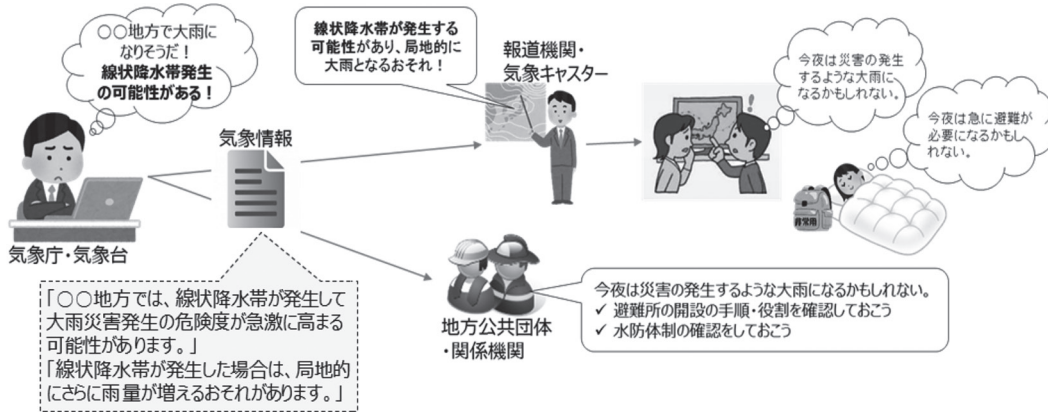 〇〇地方で大雨に
なりそうだ！
線状降水帯発生
の可能性がある！
気象庁・気象台
気象情報
「〇〇地方では、線状降水帯が発生して
大雨災害発生の危険度が急激に高まる
可能性があります。」
「線状降水帯が発生した場合は、局地的
にさらに雨量が増えるおそれがあります。」
線状降水帯が発生する
可能性があり、局地的に
大雨となるおそれ！
報道機関・
気象キャスター
今夜は災害の発生
するような大雨に
なるかもしれない。
今夜は急に避難が
必要になるかもし
れない。
非常用
地方公共団体
・関係機関
今夜は災害の発生するような大雨になるかもしれない。
✓ 避難所の開設の手順・役割を確認しておこう
✓ 水防体制の確認をしておこう